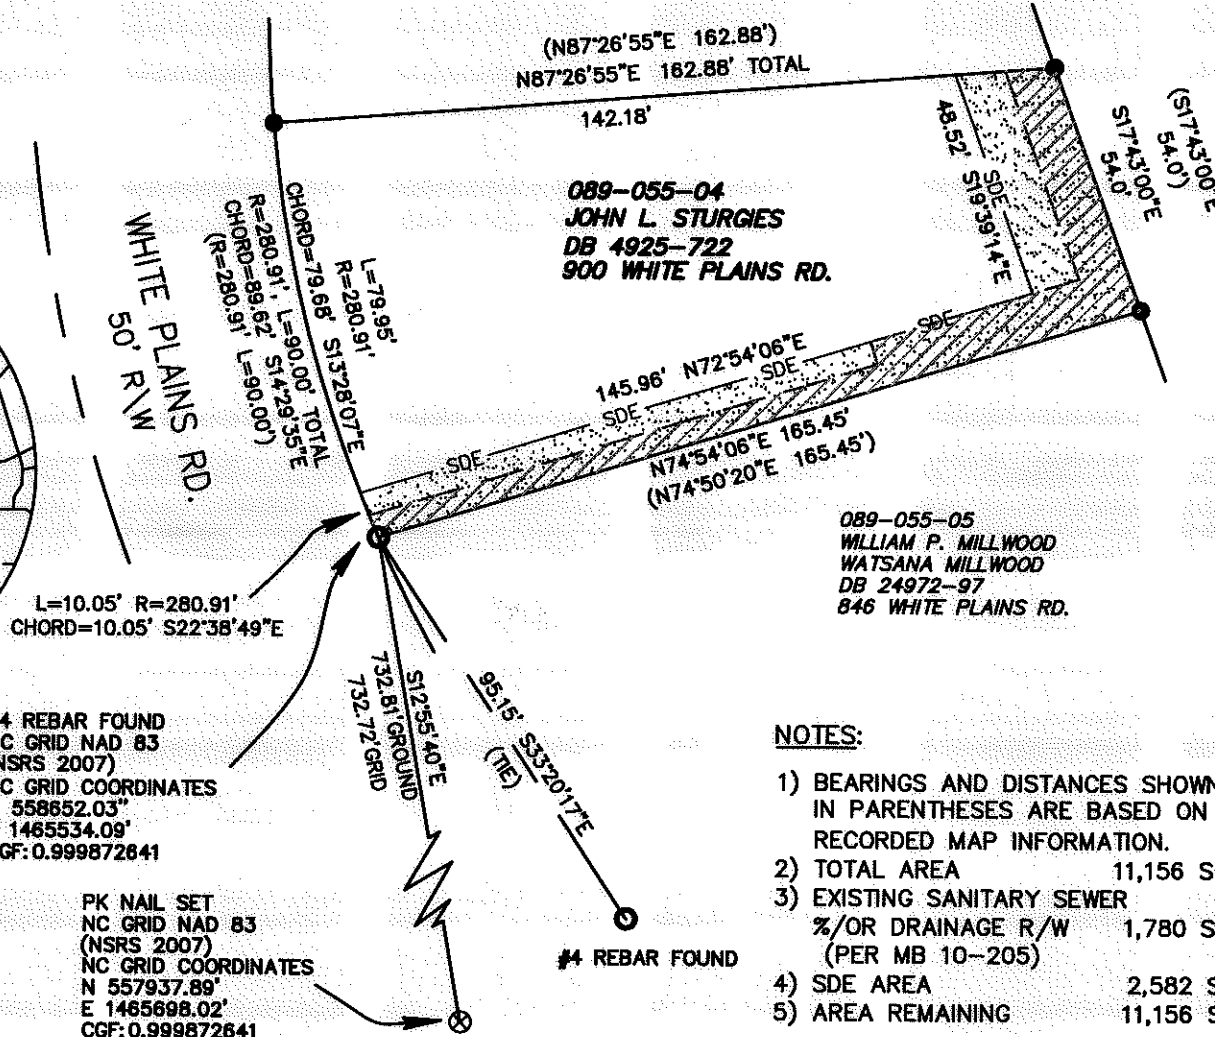 (N87°26'55"E 162.88')
N87°26'55"E 162.88' TOTAL
142.18'
089-055-04
JOHN L. STURGIES
DB 4925-722
900 WHITE PLAINS RD.
48.52' S19°39'14"E
SDE
S17°43'00"E
54.0'
(S17°43'00"E
54.0')
WHITE PLAINS RD.
50' R\W
L=79.95'
R=280.91'
CHORD=79.68' S13°28'07"E
R=280.91', L=90.00' TOTAL
CHORD=89.62' S14°29'35"E
(R=280.91' L=90.00')
145.96' N72°54'06"E
SDE
SDE
SDE
SDE
N74°54'06"E 165.45'
(N74°50'20"E 165.45')
089-055-05
WILLIAM P. MILLWOOD
WATSANA MILLWOOD
DB 24972-97
846 WHITE PLAINS RD.
L=10.05' R=280.91'
CHORD=10.05' S22°38'49"E
4 REBAR FOUND
C GRID NAD 83
NSRS 2007)
C GRID COORDINATES
558652.03"
1465534.09'
GF: 0.999872641
S12°55'40"E
732.81'GROUND
732.72'GRID
95.15' S33°20'17"E
(TIE)
#4 REBAR FOUND
PK NAIL SET
NC GRID NAD 83
(NSRS 2007)
NC GRID COORDINATES
N 557937.89'
E 1465698.02'
CGF: 0.999872641
NOTES:
1) BEARINGS AND DISTANCES SHOWN
IN PARENTHESES ARE BASED ON
RECORDED MAP INFORMATION.
2) TOTAL AREA 11,156 S
3) EXISTING SANITARY SEWER
%/OR DRAINAGE R/W 1,780 S
(PER MB 10-205)
4) SDE AREA 2,582 S
5) AREA REMAINING 11,156 S